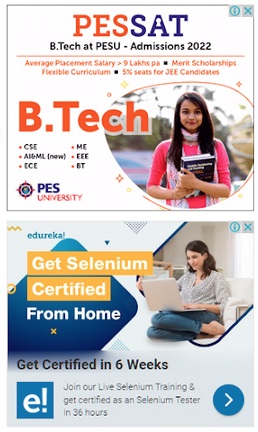 PESSAT
B.Tech at PESU - Admissions 2022
Average Placement Salary > 9 Lakhs pa ■ Merit Scholarships
Flexible Curriculum ■ 5% seats for JEE Candidates
B.Tech
• CSE • ME
• AI&ML (new) • EEE
• ECE • BT
PES
UNIVERSITY
edureka!
Get Selenium
Certified
From Home
Get Certified in 6 Weeks
e!
Join our Live Selenium Training &
get certified as an Selenium Tester
in 36 hours